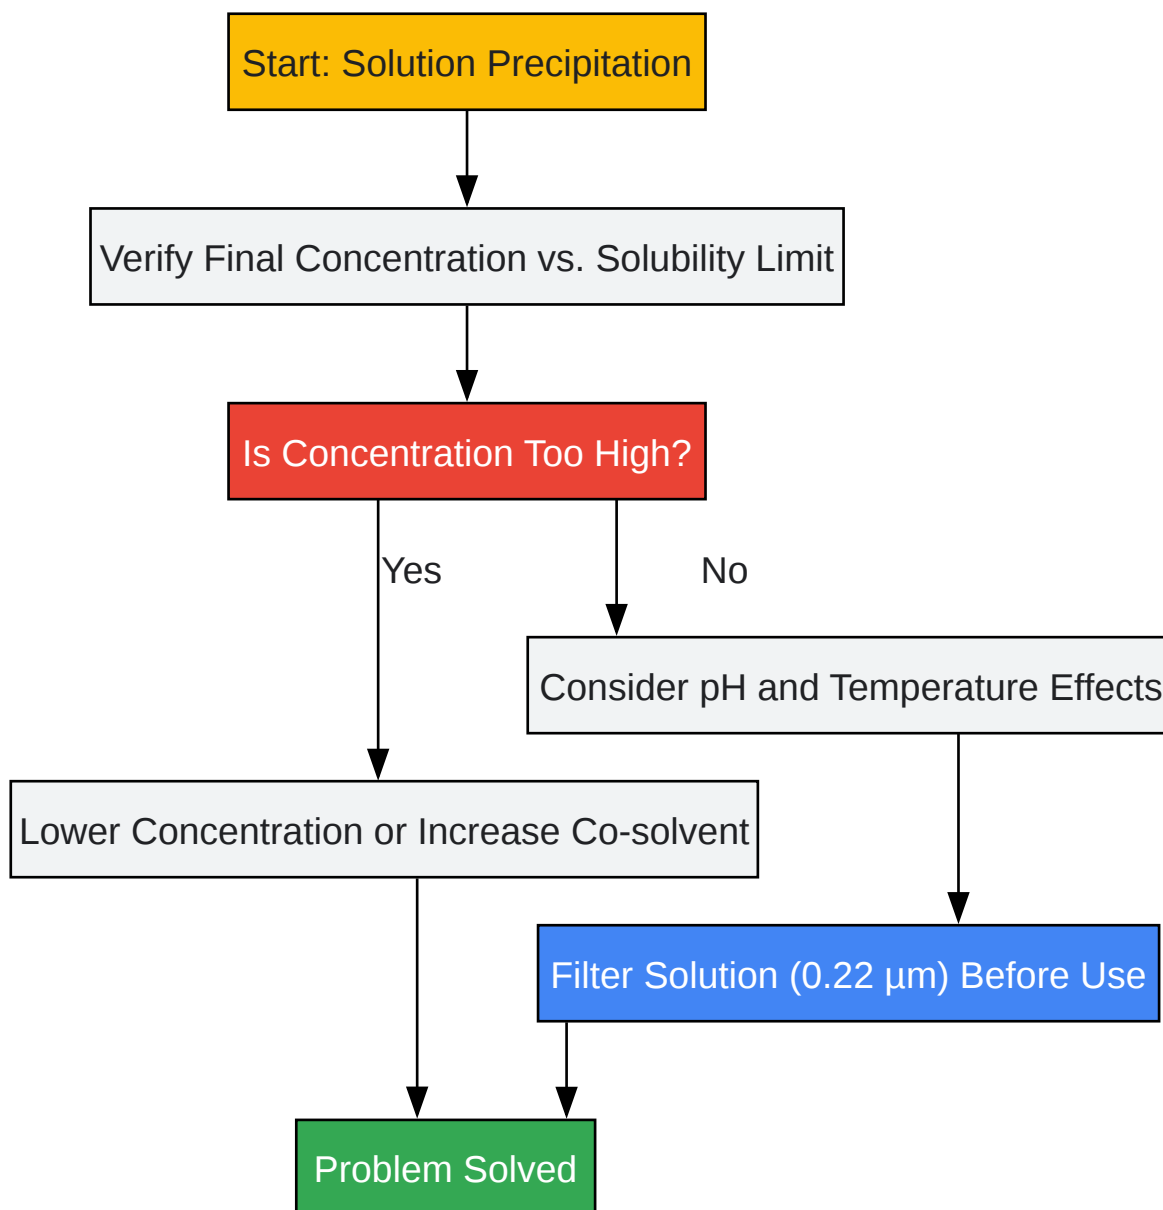 Start: Solution Precipitation
Verify Final Concentration vs. Solubility Limit
Is Concentration Too High?
Yes
No
Consider pH and Temperature Effects
Lower Concentration or Increase Co-solvent
Filter Solution (0.22 µm) Before Use
Problem Solved